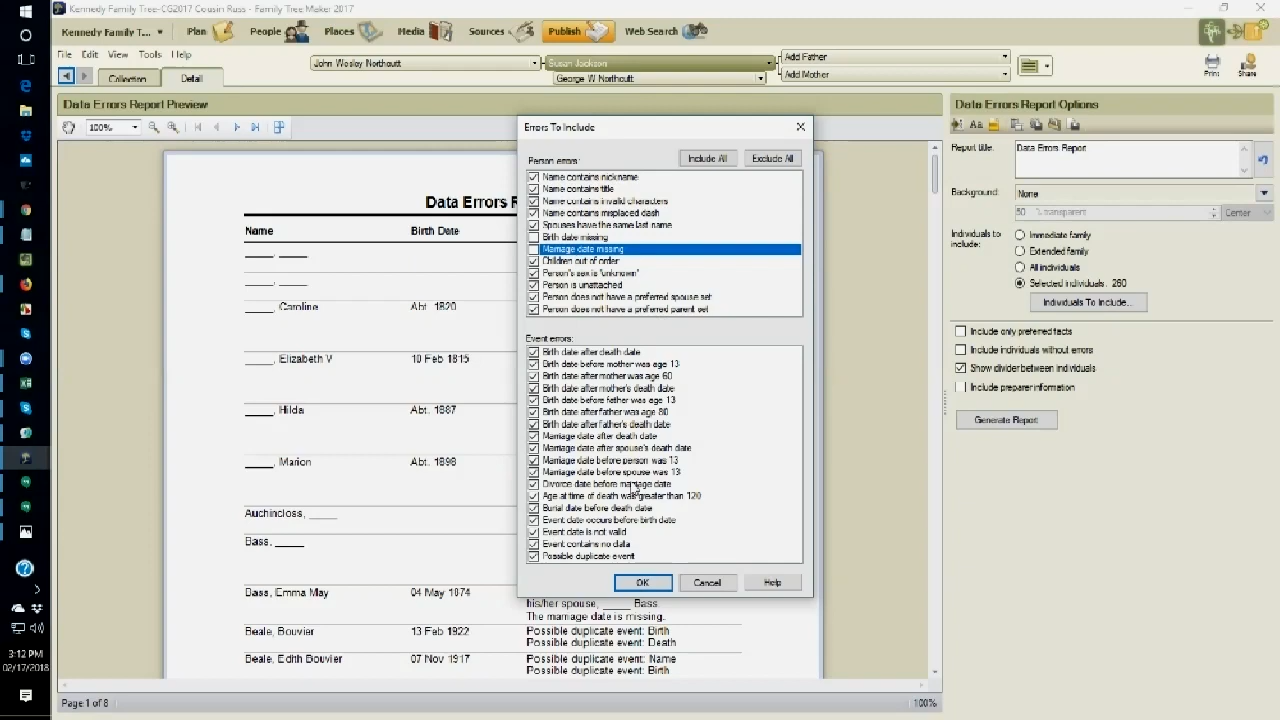 Kennedy Family Tree-CG2017 Cousin Russ - Family Tree Maker 2017
Kennedy Family T... Plan People Places Media Sources Publish Web Search
File Edit View Tools Help
John Wesley Northcutt
Susan Jackson
George W Northcutt
Add Father
Add Mother
Print Share
Collection Detail
Data Errors Report Preview
100%
Data Errors R
Name Birth Date
____, ____
____, ____
____, Caroline Abt. 1820
____, Elizabeth V 10 Feb 1815
____, Hilda Abt. 1887
____, Marion Abt. 1898
Auchincloss, ____
Bass, ____
Bass, Emma May 04 May 1874
his/her spouse, ____ Bass.
The marriage date is missing.
Beale, Bouvier 13 Feb 1922 Possible duplicate event: Birth
Possible duplicate event: Death
Beale, Edith Bouvier 07 Nov 1917 Possible duplicate event: Name
Possible duplicate event: Birth
Page 1 of 8
100%
Errors To Include
Person errors:
Include All Exclude All
Name contains nickname
Name contains title
Name contains invalid characters
Name contains misplaced dash
Spouses have the same last name
Birth date missing
Marriage date missing
Children out of order
Person's sex is "unknown"
Person is unattached
Person does not have a preferred spouse set
Person does not have a preferred parent set
Event errors:
Birth date after death date
Birth date before mother was age 13
Birth date after mother was age 60
Birth date after mother's death date
Birth date before father was age 13
Birth date after father was age 80
Birth date after father's death date
Marriage date after death date
Marriage date after spouse's death date
Marriage date before person was 13
Marriage date before spouse was 13
Divorce date before marriage date
Age at time of death was greater than 120
Burial date before death date
Event date occurs before birth date
Event date is not valid
Event contains no data
Possible duplicate event
OK Cancel Help
Data Errors Report Options
Aa
Report title: Data Errors Report
Background: None
50 % transparent Center
Individuals to include:
Immediate family
Extended family
All individuals
Selected individuals: 260
Individuals To Include...
Include only preferred facts
Include individuals without errors
Show divider between individuals
Include preparer information
Generate Report
3:12 PM
02/17/2018